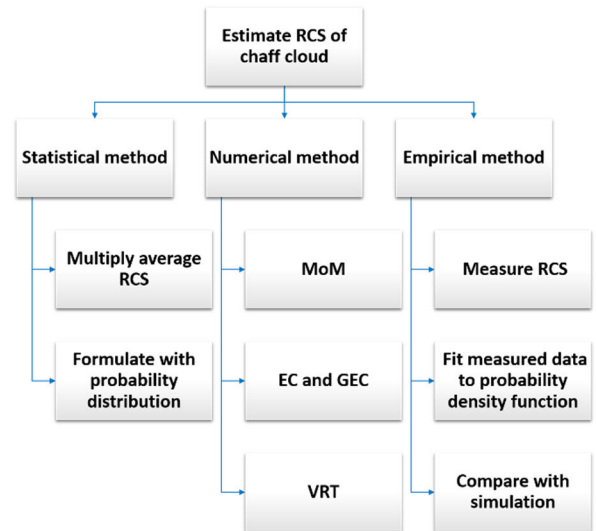 Estimate RCS of
chaff cloud
Statistical method
Numerical method
Empirical method
Multiply average
RCS
MoM
Measure RCS
Formulate with
probability
distribution
EC and GEC
Fit measured data
to probability
density function
VRT
Compare with
simulation